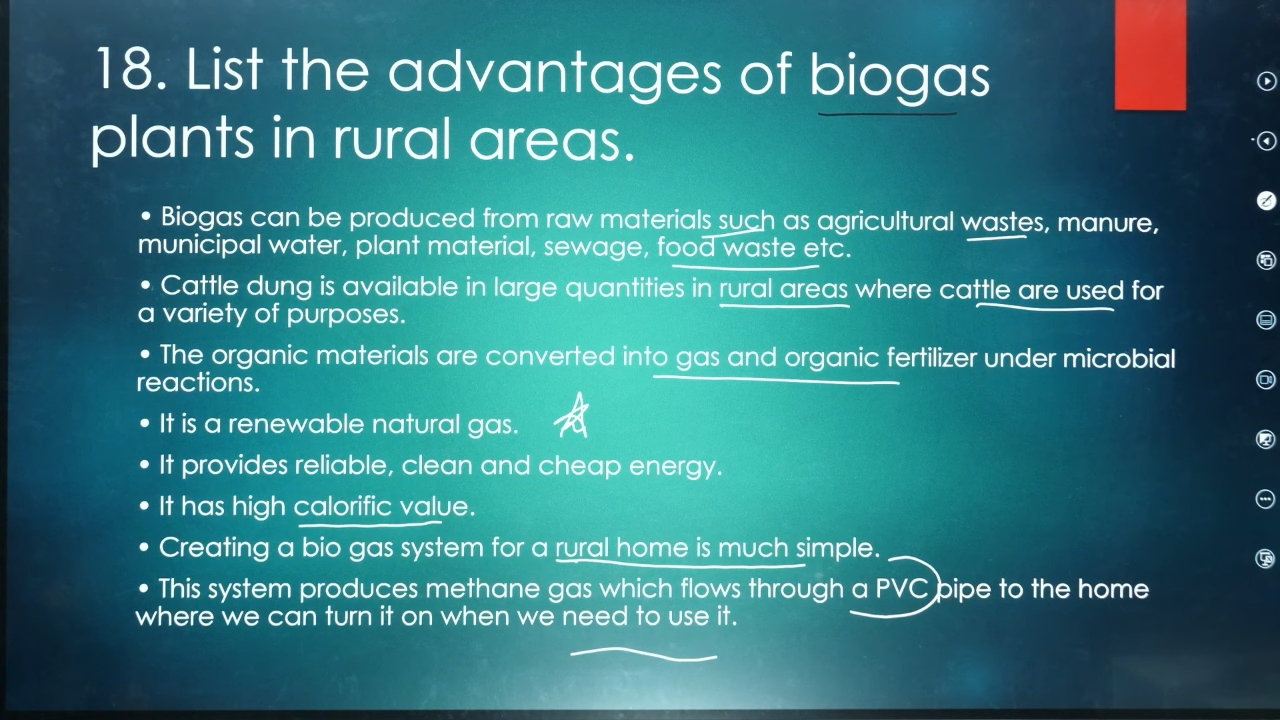 18. List the advantages of biogas
plants in rural areas.
• Biogas can be produced from raw materials such as agricultural wastes, manure,
municipal water, plant material, sewage, food waste etc.
• Cattle dung is available in large quantities in rural areas where cattle are used for
a variety of purposes.
• The organic materials are converted into gas and organic fertilizer under microbial
reactions.
• It is a renewable natural gas.
• It provides reliable, clean and cheap energy.
• It has high calorific value.
• Creating a bio gas system for a rural home is much simple.
• This system produces methane gas which flows through a PVC pipe to the home
where we can turn it on when we need to use it.